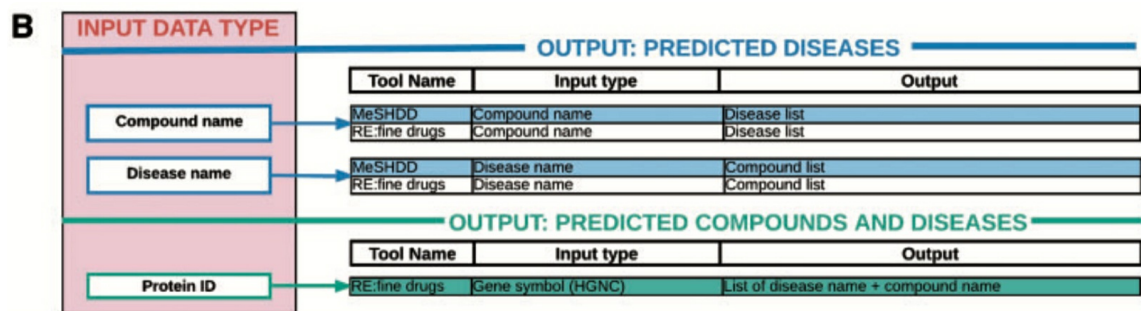 B
INPUT DATA TYPE
OUTPUT: PREDICTED DISEASES
Tool Name Input type Output
Compound name
MeSHDD Compound name Disease list
RE:fine drugs Compound name Disease list
Disease name
MeSHDD Disease name Compound list
RE:fine drugs Disease name Compound list
OUTPUT: PREDICTED COMPOUNDS AND DISEASES
Tool Name Input type Output
Protein ID
RE:fine drugs Gene symbol (HGNC) List of disease name + compound name